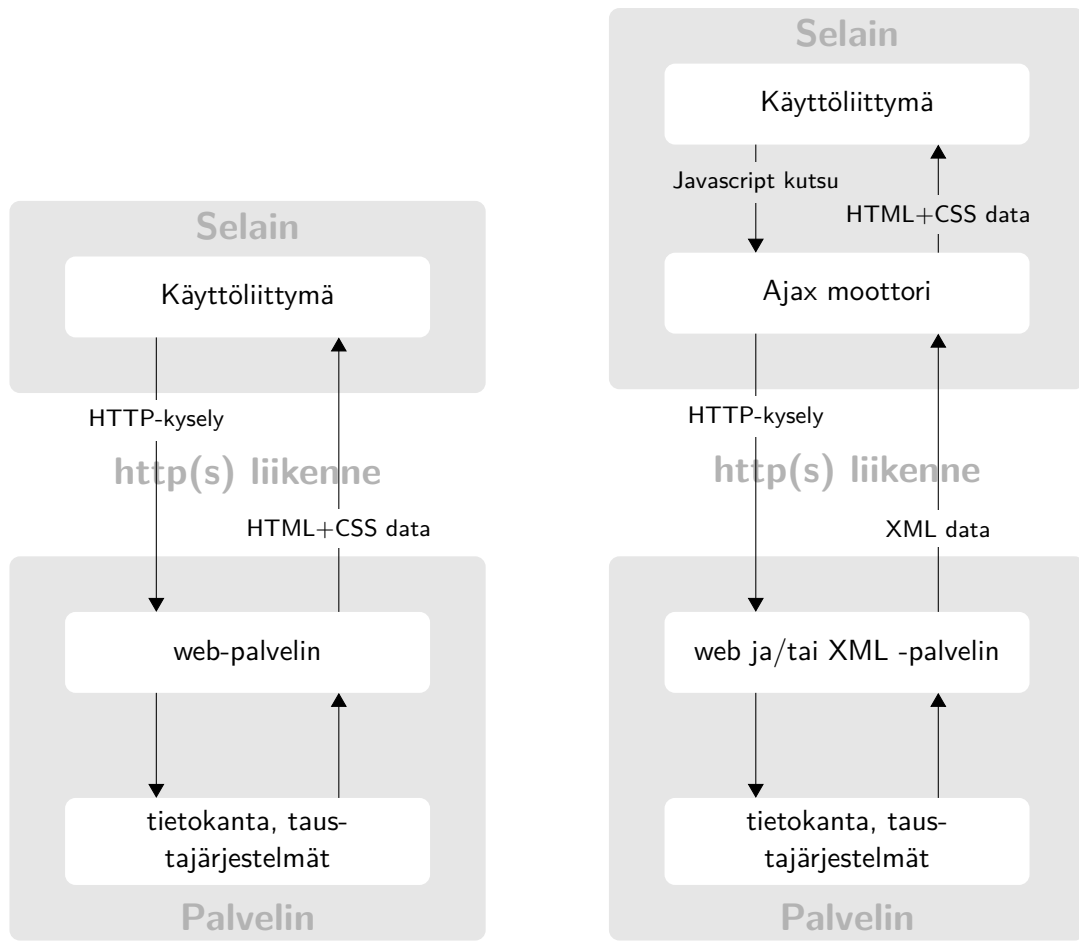 Selain
Käyttöliittymä
HTTP-kysely
http(s) liikenne
HTML+CSS data
web-palvelin
tietokanta, taus-
tajärjestelmät
Palvelin
Selain
Käyttöliittymä
Javascript kutsu
HTML+CSS data
Ajax moottori
HTTP-kysely
http(s) liikenne
XML data
web ja/tai XML -palvelin
tietokanta, taus-
tajärjestelmät
Palvelin